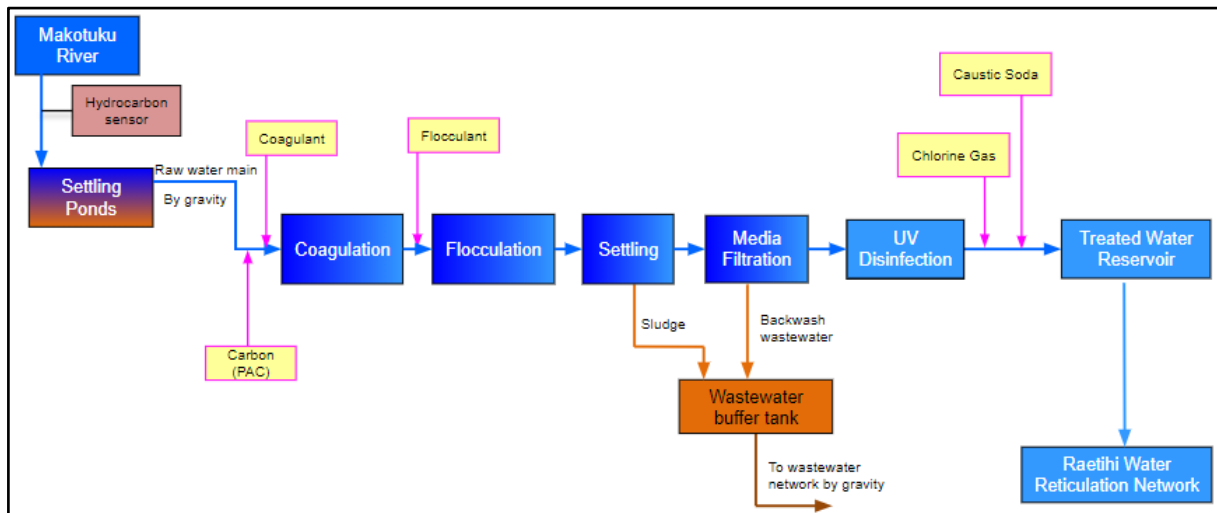 Makotuku
River
Hydrocarbon
sensor
Settling
Ponds
Raw water main
By gravity
Coagulant
Carbon
(PAC)
Coagulation
Flocculant
Flocculation
Settling
Media
Filtration
UV
Disinfection
Chlorine Gas
Caustic Soda
Treated Water
Reservoir
Sludge
Backwash
wastewater
Wastewater
buffer tank
To wastewater
network by gravity
Raetihi Water
Reticulation Network